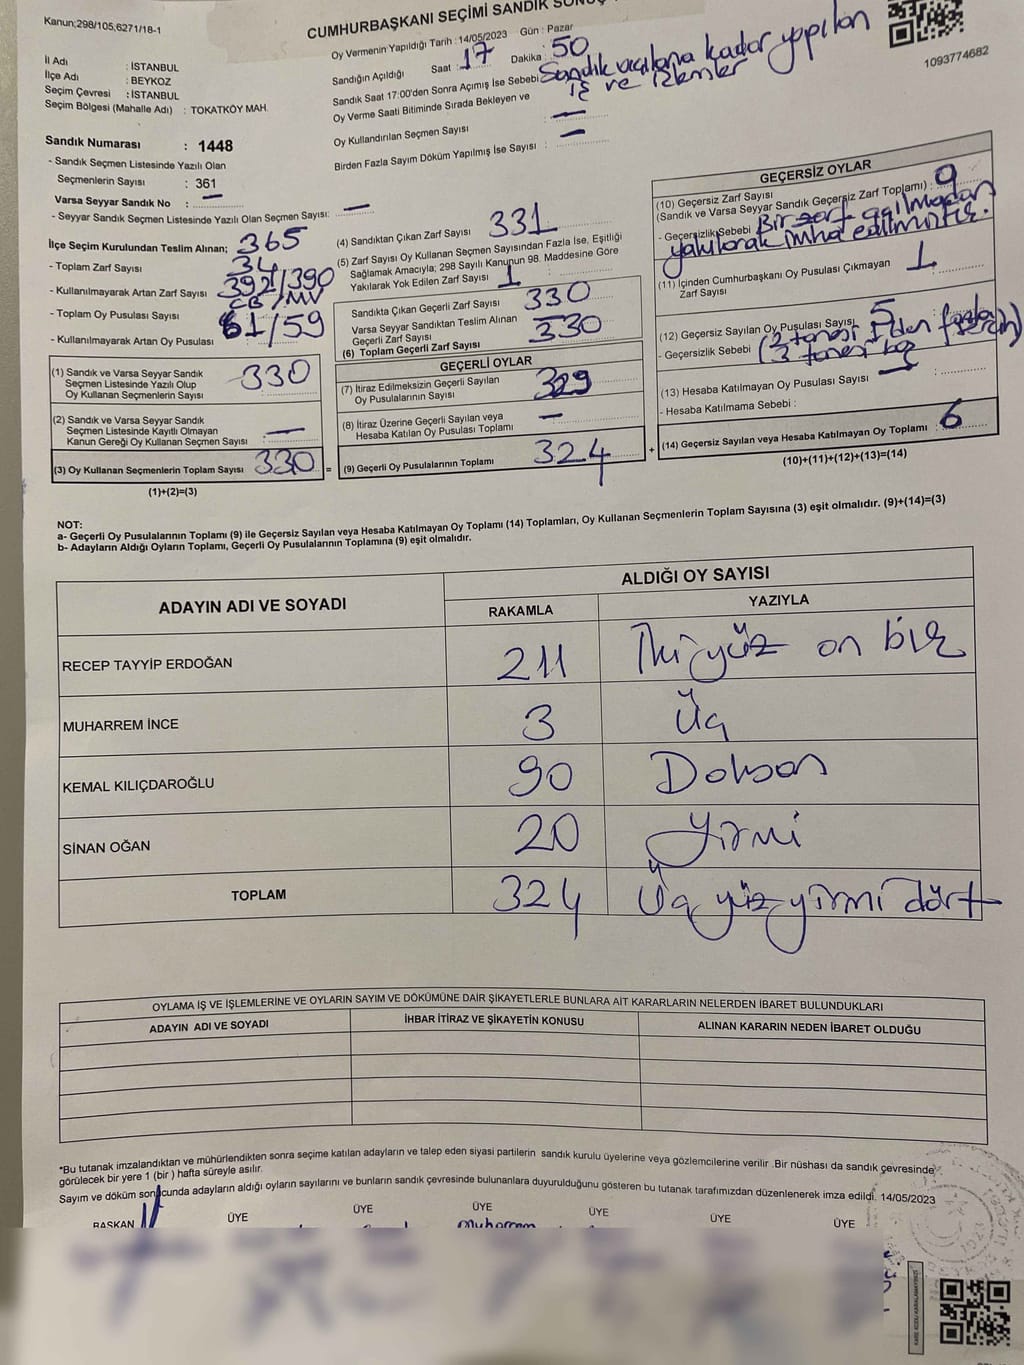 Kanun;298/105;6271/18-1
CUMHURBAŞKANI SEÇİMİ SANDIK
Oy Vermenin Yapıldığı Tarih : 14/05/2023 Gün : Pazar
1093774682
İl Adı : İSTANBUL
İlçe Adı : BEYKOZ
Seçim Çevresi : İSTANBUL
Seçim Bölgesi (Mahalle Adı) : TOKATKÖY MAH.
Sandığın Açıldığı Saat : 17 Dakika : 50
Sandık Saat 17:00'den Sonra Açımış İse Sebebi Sandık açılana kadar yapılan
iş ve işlemler
Oy Verme Saati Bitiminde Sırada Bekleyen ve
Oy Kullandırılan Seçmen Sayısı : —
Birden Fazla Sayım Döküm Yapılmış İse Sayısı : —
Sandık Numarası : 1448
- Sandık Seçmen Listesinde Yazılı Olan
Seçmenlerin Sayısı : 361
Varsa Seyyar Sandık No : —
- Seyyar Sandık Seçmen Listesinde Yazılı Olan Seçmen Sayısı: —
İlçe Seçim Kurulundan Teslim Alınan;
- Toplam Zarf Sayısı 365
- Kullanılmayarak Artan Zarf Sayısı 34
- Toplam Oy Pusulası Sayısı 392/390
CB/MV
- Kullanılmayarak Artan Oy Pusulası 61/59
(1) Sandık ve Varsa Seyyar Sandık
Seçmen Listesinde Yazılı Olup
Oy Kullanan Seçmenlerin Sayısı 330
(2) Sandık ve Varsa Seyyar Sandık
Seçmen Listesinde Kayıtlı Olmayan
Kanun Gereği Oy Kullanan Seçmen Sayısı : —
(3) Oy Kullanan Seçmenlerin Toplam Sayısı 330 =
(1)+(2)=(3)
(4) Sandıktan Çıkan Zarf Sayısı 331
(5) Zarf Sayısı Oy Kullanan Seçmen Sayısından Fazla İse, Eşitliği
Sağlamak Amacıyla; 298 Sayılı Kanunun 98. Maddesine Göre
Yakılarak Yok Edilen Zarf Sayısı : 1
Sandıkta Çıkan Geçerli Zarf Sayısı 330
Varsa Seyyar Sandıktan Teslim Alınan
Geçerli Zarf Sayısı
(6) Toplam Geçerli Zarf Sayısı 330
GEÇERLİ OYLAR
(7) İtiraz Edilmeksizin Geçerli Sayılan
Oy Pusulalarının Sayısı 329
(8) İtiraz Üzerine Geçerli Sayılan veya
Hesaba Katılan Oy Pusulası Toplamı —
(9) Geçerli Oy Pusulalarının Toplamı 324 +
GEÇERSİZ OYLAR
(10) Geçersiz Zarf Sayısı
(Sandık ve Varsa Seyyar Sandık Geçersiz Zarf Toplamı) :
- Geçersizlik Sebebi Bir zarf açılmadan
yakılarak imha edilmiştir.
(11) İçinden Cumhurbaşkanı Oy Pusulası Çıkmayan
Zarf Sayısı 1
(12) Geçersiz Sayılan Oy Pusulası Sayısı 5
- Geçersizlik Sebebi (2 tanesi 1'den fazla
3 tanesi boş
(13) Hesaba Katılmayan Oy Pusulası Sayısı —
- Hesaba Katılmama Sebebi :
(14) Geçersiz Sayılan veya Hesaba Katılmayan Oy Toplamı : 6
(10)+(11)+(12)+(13)=(14)
NOT:
a- Geçerli Oy Pusulalarının Toplamı (9) ile Geçersiz Sayılan veya Hesaba Katılmayan Oy Toplamı (14) Toplamları, Oy Kullanan Seçmenlerin Toplam Sayısına (3) eşit olmalıdır. (9)+(14)=(3)
b- Adayların Aldığı Oyların Toplamı, Geçerli Oy Pusulalarının Toplamına (9) eşit olmalıdır.
ADAYIN ADI VE SOYADI
ALDIĞI OY SAYISI
RAKAMLA YAZIYLA
RECEP TAYYİP ERDOĞAN 211 İkiyüz on bir
MUHARREM İNCE 3 Üç
KEMAL KILIÇDAROĞLU 90 Doksan
SİNAN OĞAN 20 Yirmi
TOPLAM 324 Üç yüz yirmi dört
OYLAMA İŞ VE İŞLEMLERİNE VE OYLARIN SAYIM VE DÖKÜMÜNE DAİR ŞİKAYETLERLE BUNLARA AİT KARARLARIN NELERDEN İBARET BULUNDUKLARI
ADAYIN ADI VE SOYADI İHBAR İTİRAZ VE ŞİKAYETİN KONUSU ALINAN KARARIN NEDEN İBARET OLDUĞU
*Bu tutanak imzalandıktan ve mühürlendikten sonra seçime katılan adayların ve talep eden siyasi partilerin sandık kurulu üyelerine veya gözlemcilerine verilir .Bir nüshası da sandık çevresinde
görülecek bir yere 1 (bir ) hafta süreyle asılır.
Sayım ve döküm sonucunda adayların aldığı oyların sayılarını ve bunların sandık çevresinde bulunanlara duyurulduğunu gösteren bu tutanak tarafımızdan düzenlenerek imza edildi. 14/05/2023
BAŞKAN ÜYE ÜYE ÜYE ÜYE ÜYE ÜYE
Muharrem